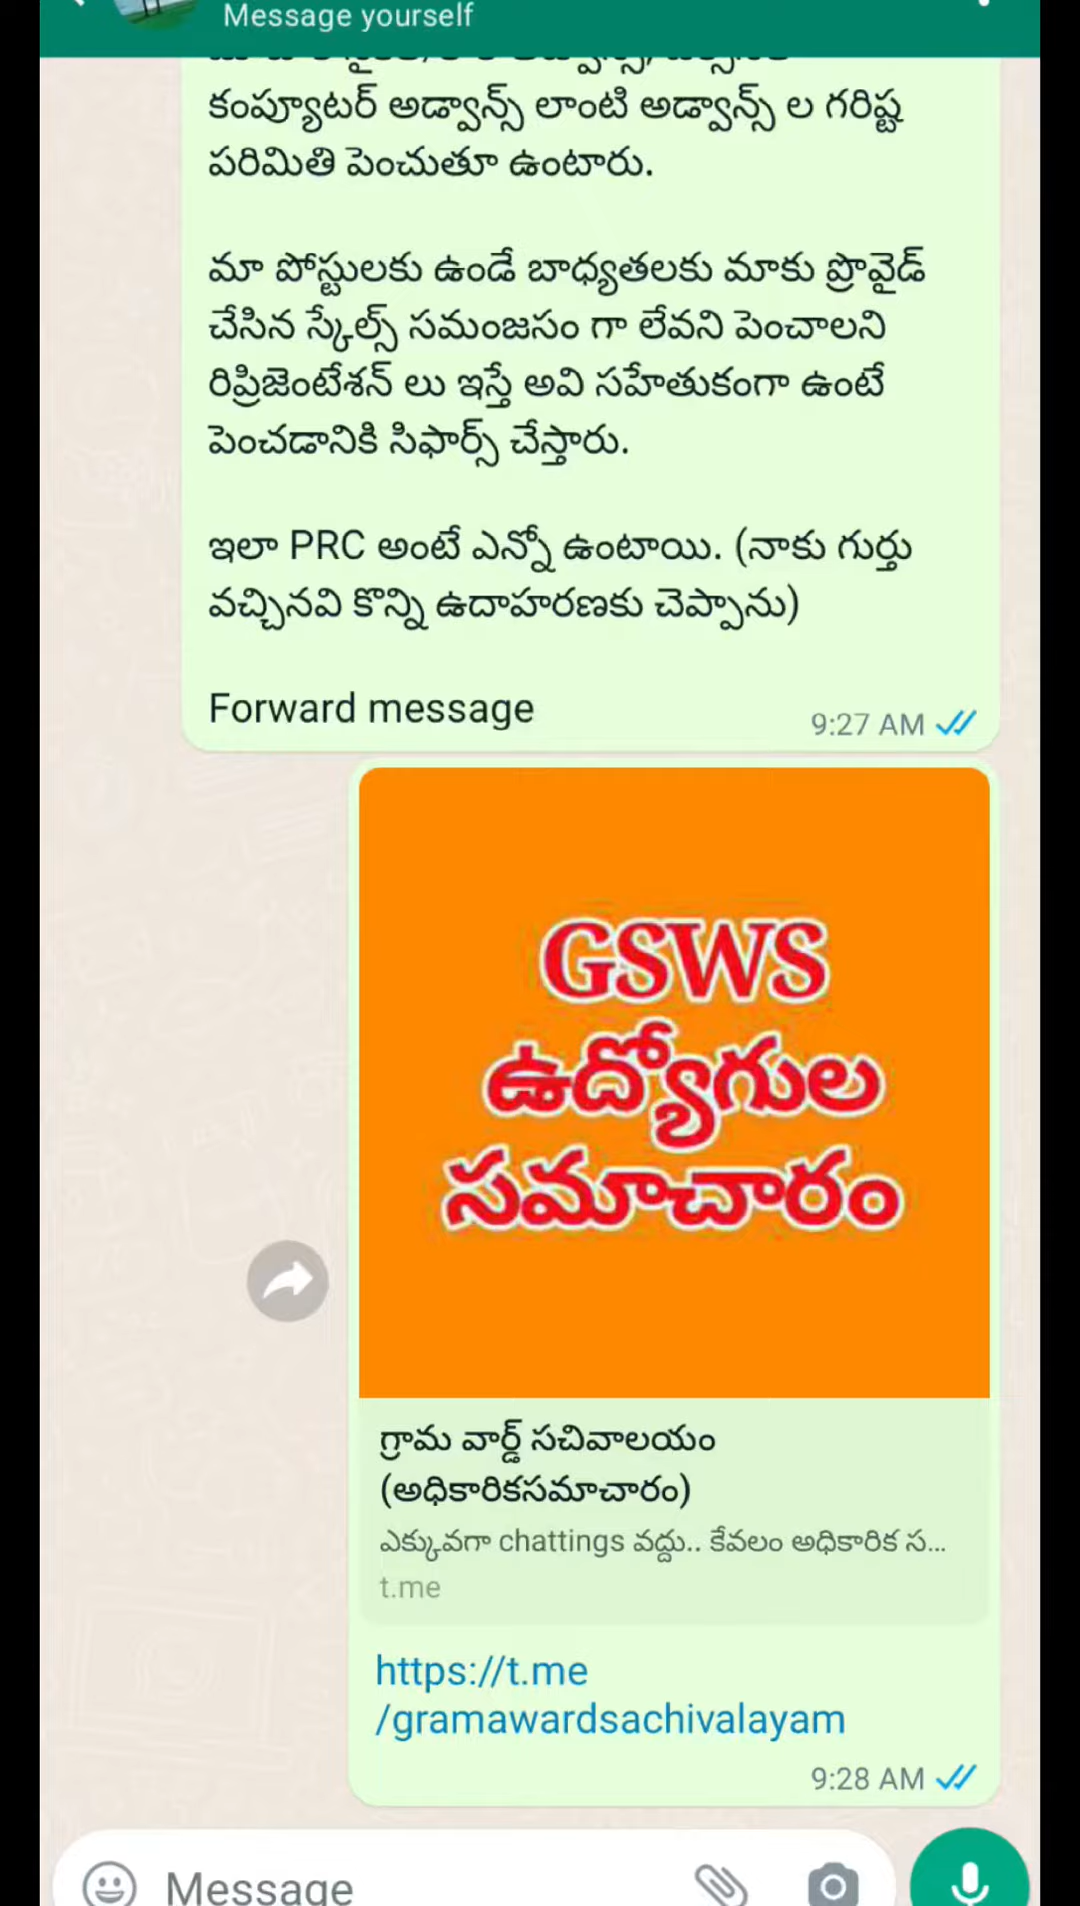 Message yourself
కంప్యూటర్ అడ్వాన్స్ లాంటి అడ్వాన్స్ ల గరిష్ట
పరిమితి పెంచుతూ ఉంటారు.
మా పోస్టులకు ఉండే బాధ్యతలకు మాకు ప్రొవైడ్
చేసిన స్కేల్స్ సమంజసం గా లేవని పెంచాలని
రిప్రిజెంటేశన్ లు ఇస్తే అవి సహేతుకంగా ఉంటే
పెంచడానికి సిఫార్స్ చేస్తారు.
ఇలా PRC అంటే ఎన్నో ఉంటాయి. (నాకు గుర్తు
వచ్చినవి కొన్ని ఉదాహరణకు చెప్పాను)
Forward message
9:27 AM
GSWS
ఉద్యోగుల
సమాచారం
గ్రామ వార్డ్ సచివాలయం
(అధికారికసమాచారం)
ఎక్కువగా chattings వద్దు.. కేవలం అధికారిక స...
t.me
https://t.me
/gramawardsachivalayam
9:28 AM
Message